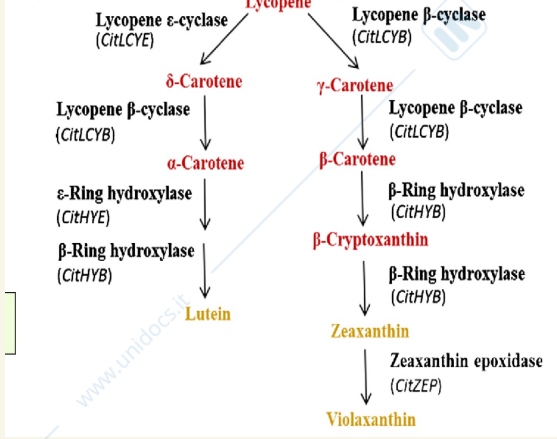 Lycopene
Lycopene ε-cyclase
(CitLCYE)
Lycopene β-cyclase
(CitLCYB)
δ-Carotene
γ-Carotene
Lycopene β-cyclase
(CitLCYB)
Lycopene β-cyclase
(CitLCYB)
α-Carotene
β-Carotene
ε-Ring hydroxylase
(CitHYE)
β-Ring hydroxylase
(CitHYB)
β-Ring hydroxylase
(CitHYB)
β-Cryptoxanthin
β-Ring hydroxylase
(CitHYB)
Lutein
Zeaxanthin
Zeaxanthin epoxidase
(CitZEP)
Violaxanthin
www.unidocs.it